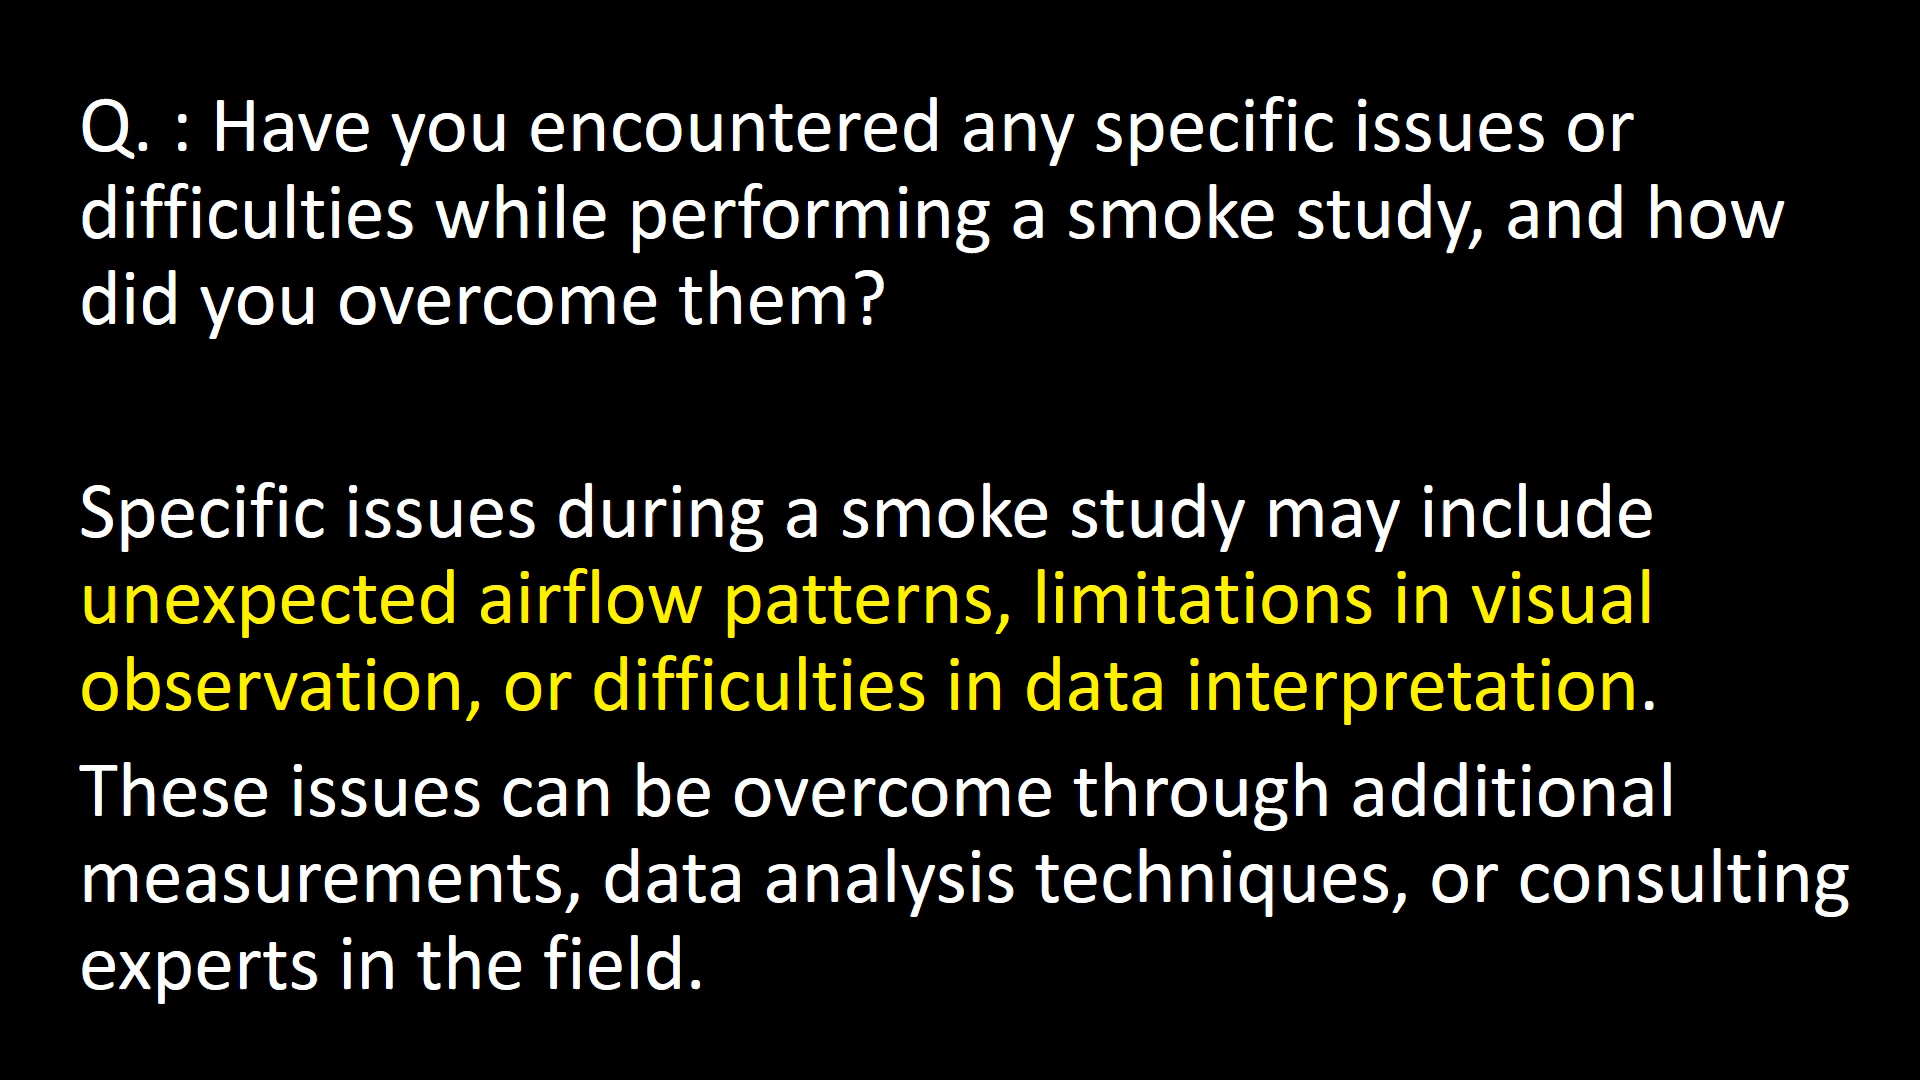 Q. : Have you encountered any specific issues or
difficulties while performing a smoke study, and how
did you overcome them?
Specific issues during a smoke study may include
unexpected airflow patterns, limitations in visual
observation, or difficulties in data interpretation.
These issues can be overcome through additional
measurements, data analysis techniques, or consulting
experts in the field.